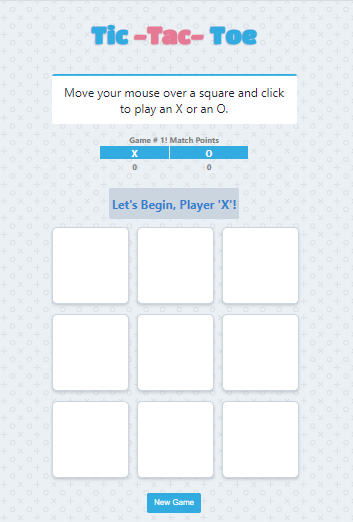 Tic -Tac- Toe
Move your mouse over a square and click
to play an X or an O.
Game # 1! Match Points
X O
0 0
Let's Begin, Player 'X'!
New Game